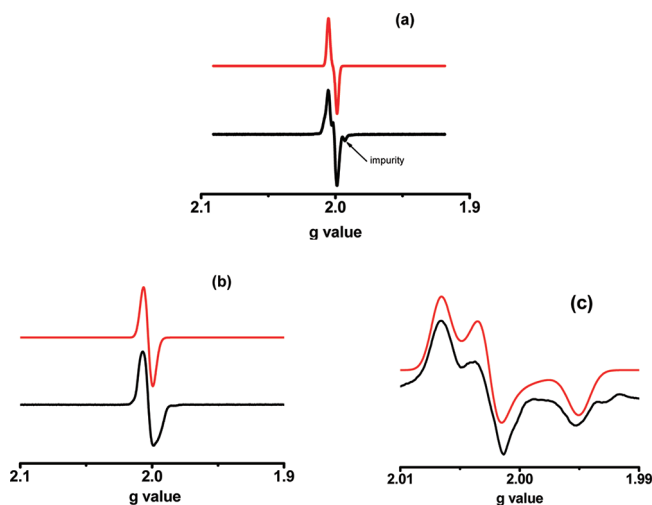 (a)
impurity
2.1 2.0 1.9
g value
(b)
2.1 2.0 1.9
g value
(c)
2.01 2.00 1.99
g value